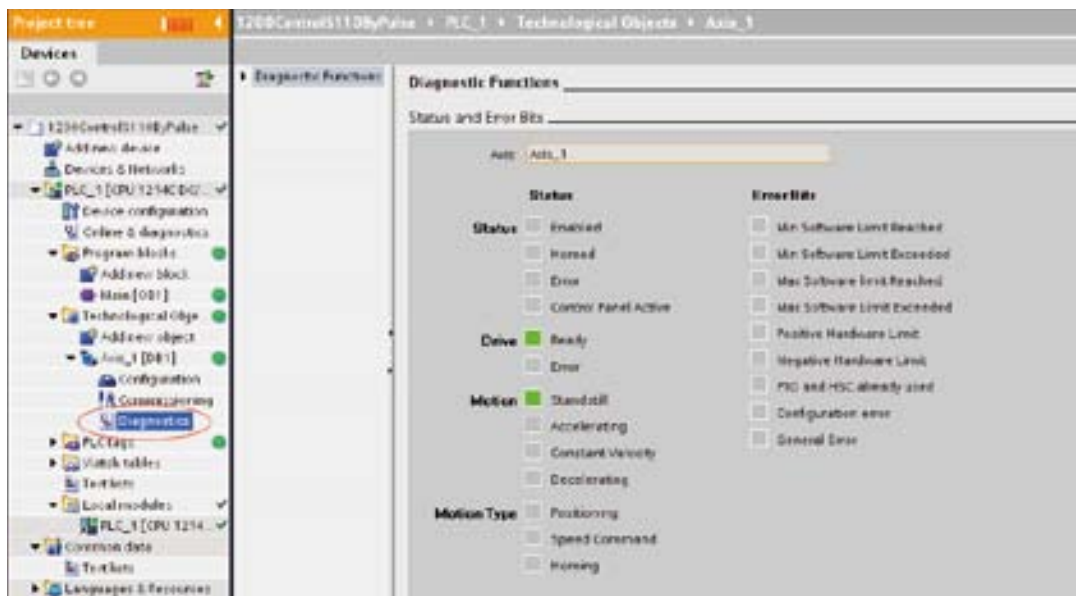 Project tree
Devices
1200ControlS110ByPulse
Add new device
Devices & Networks
PLC_1 [CPU 1214C DC/...
Device configuration
Online & diagnostics
Program blocks
Add new block
Main [OB1]
Technological Obje
Add new object
Axis_1 [DB1]
Configuration
Commissioning
Diagnostics
PLC tags
Watch tables
Text lists
Local modules
PLC_1 [CPU 1214...
Common data
Text lists
Languages & Resources
1200ControlS110ByPulse PLC_1 Technological Objects Axis_1
Diagnostic Functions
Diagnostic Functions
Status and Error Bits
Axis: Axis_1
Status
Status Enabled
Homed
Error
Control Panel Active
Drive Ready
Error
Motion Standstill
Accelerating
Constant Velocity
Decelerating
Motion Type Positioning
Speed Command
Homing
Error Bits
Min Software Limit Reached
Min Software Limit Exceeded
Max Software limit Reached
Max Software Limit Exceeded
Positive Hardware Limit
Negative Hardware Limit
PTO and HSC already used
Configuration error
General Error